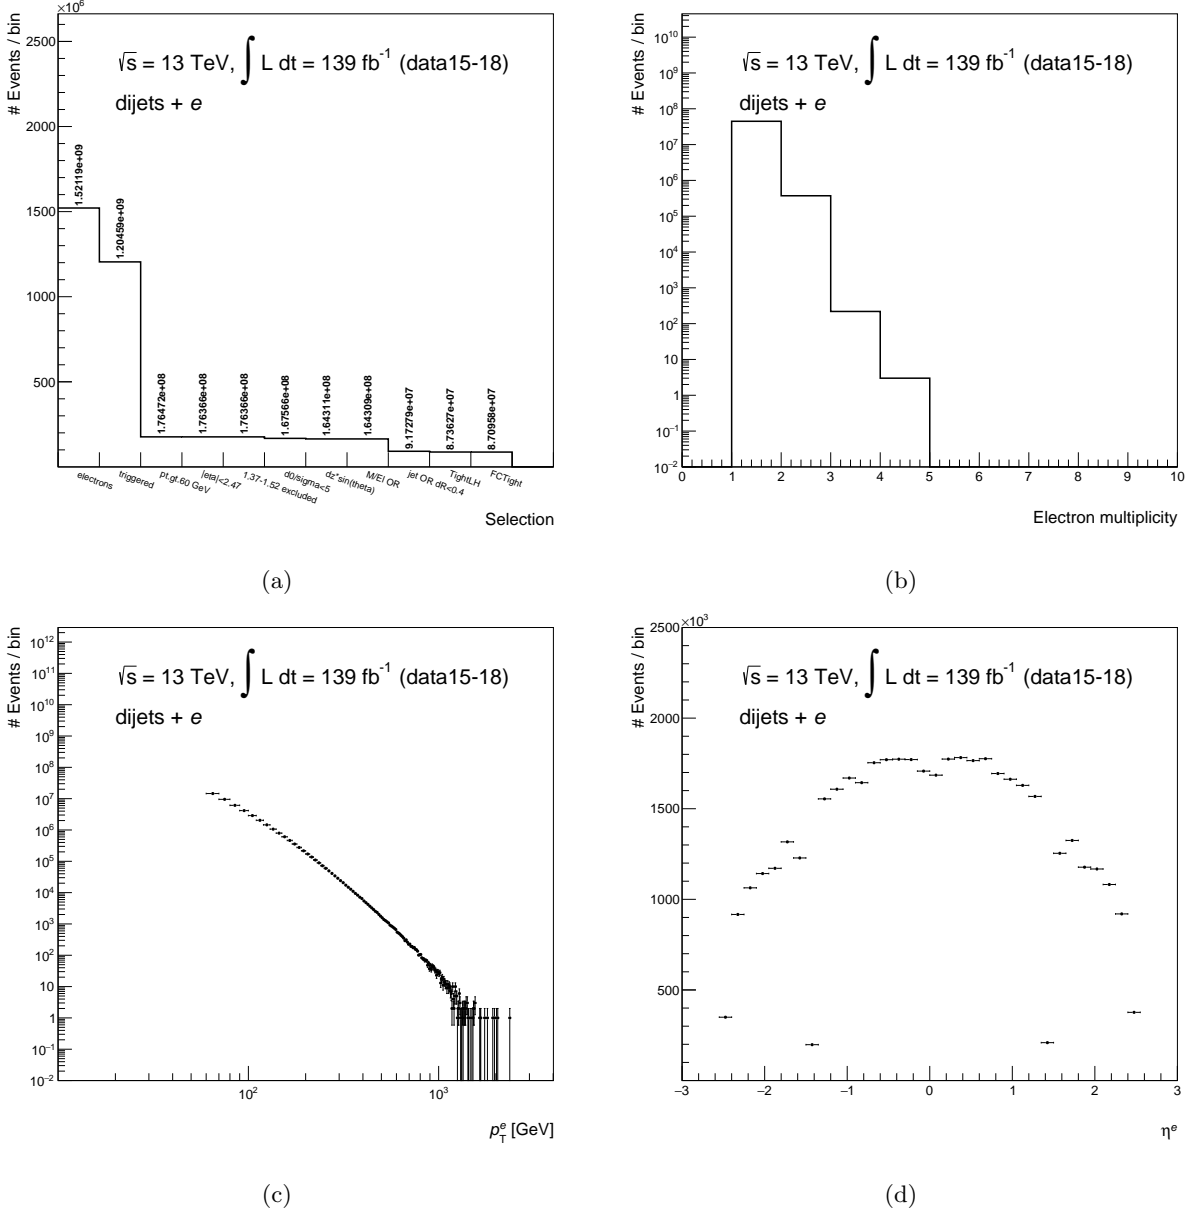 ×10⁶
# Events / bin
2500
2000
1500
1000
500
√s = 13 TeV, ∫ L dt = 139 fb⁻¹ (data15-18)
dijets + e
1.52119e+09
1.20459e+09
1.76472e+08
1.76366e+08
1.76366e+08
1.67566e+08
1.64311e+08
1.64309e+08
9.17279e+07
8.73627e+07
8.70958e+07
electrons
triggered
pt.gt.60 GeV
|eta|<2.47
1.37-1.52 excluded
d0/sigma<5
dz*sin(theta)
M/El OR
jet OR dR<0.4
TightLH
FCTight
Selection
(a)
# Events / bin
10¹⁰
10⁹
10⁸
10⁷
10⁶
10⁵
10⁴
10³
10²
10
1
10⁻¹
10⁻²
√s = 13 TeV, ∫ L dt = 139 fb⁻¹ (data15-18)
dijets + e
0 1 2 3 4 5 6 7 8 9 10
Electron multiplicity
(b)
# Events / bin
10¹²
10¹¹
10¹⁰
10⁹
10⁸
10⁷
10⁶
10⁵
10⁴
10³
10²
10
1
10⁻¹
10⁻²
√s = 13 TeV, ∫ L dt = 139 fb⁻¹ (data15-18)
dijets + e
10² 10³
p_T^e [GeV]
(c)
×10³
# Events / bin
2500
2000
1500
1000
500
√s = 13 TeV, ∫ L dt = 139 fb⁻¹ (data15-18)
dijets + e
−3 −2 −1 0 1 2 3
η^e
(d)